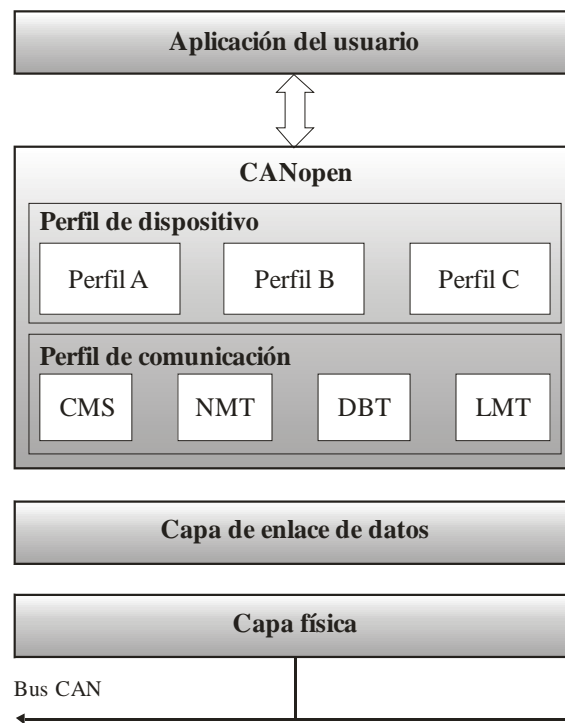 Aplicación del usuario
CANopen
Perfil de dispositivo
Perfil A
Perfil B
Perfil C
Perfil de comunicación
CMS
NMT
DBT
LMT
Capa de enlace de datos
Capa física
Bus CAN